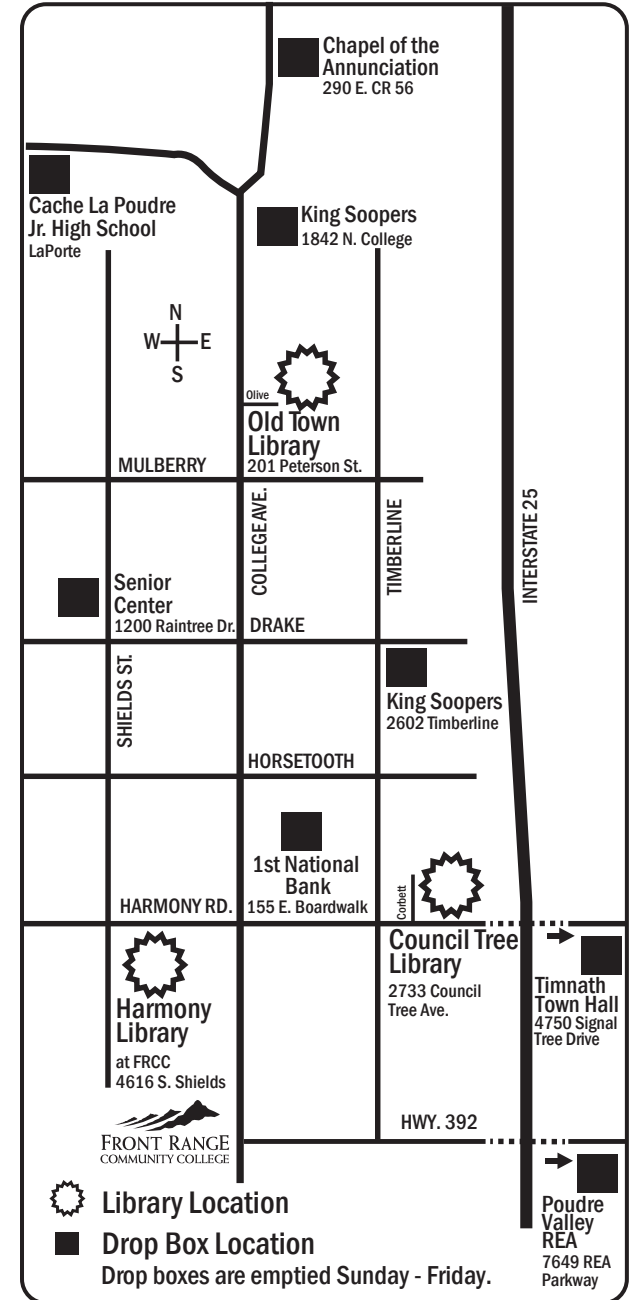 Chapel of the
Annunciation
290 E. CR 56
Cache La Poudre
Jr. High School
LaPorte
King Soopers
1842 N. College
N
W E
S
Olive
Old Town
Library
201 Peterson St.
MULBERRY
COLLEGE AVE.
TIMBERLINE
INTERSTATE 25
Senior
Center
1200 Raintree Dr.
DRAKE
SHIELDS ST.
King Soopers
2602 Timberline
HORSETOOTH
1st National
Bank
155 E. Boardwalk
Corbett
HARMONY RD.
Council Tree
Library
2733 Council
Tree Ave.
Timnath
Town Hall
4750 Signal
Tree Drive
Harmony
Library
at FRCC
4616 S. Shields
HWY. 392
FRONT RANGE
COMMUNITY COLLEGE
Poudre
Valley
REA
7649 REA
Parkway
Library Location
Drop Box Location
Drop boxes are emptied Sunday - Friday.